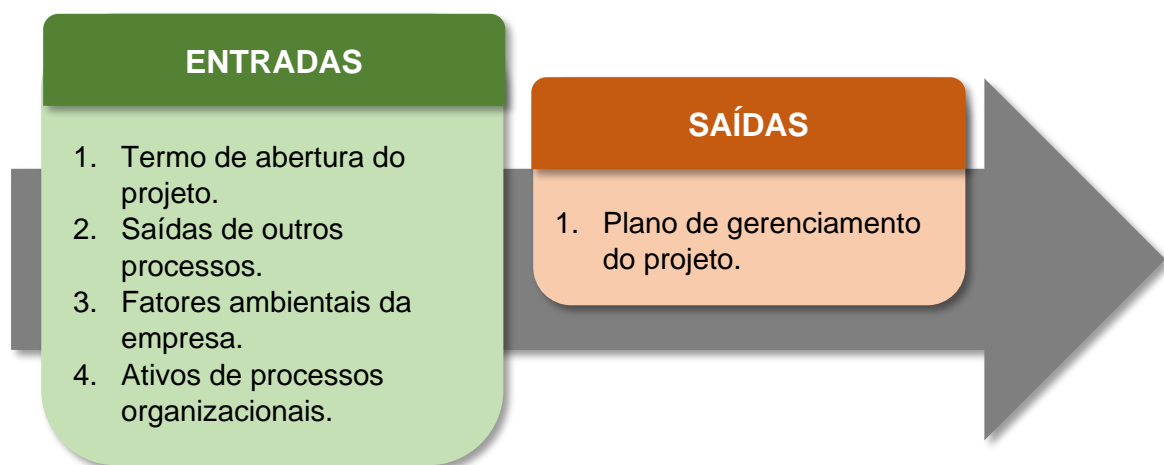 ENTRADAS
1. Termo de abertura do
projeto.
2. Saídas de outros
processos.
3. Fatores ambientais da
empresa.
4. Ativos de processos
organizacionais.
SAÍDAS
1. Plano de gerenciamento
do projeto.